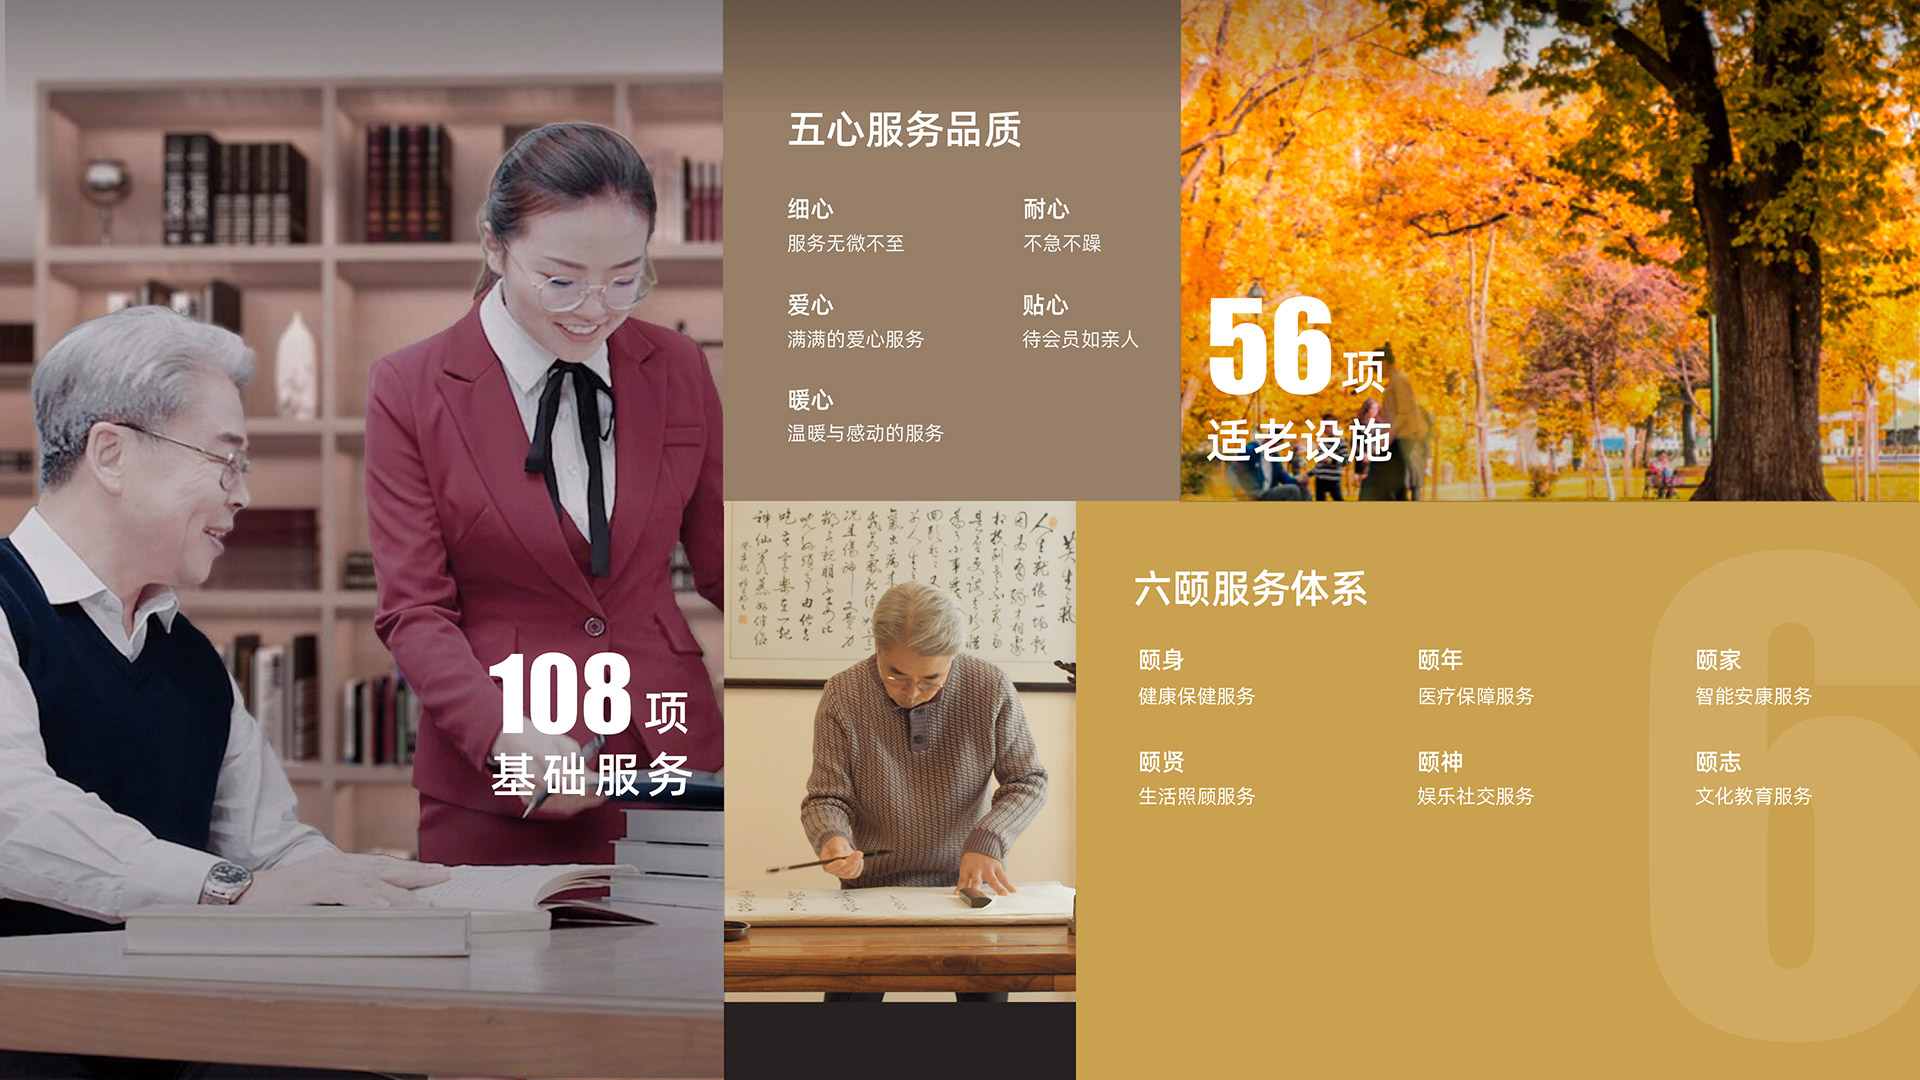 108 项
基础服务
五心服务品质
细心
服务无微不至
耐心
不急不躁
爱心
满满的爱心服务
贴心
待会员如亲人
暖心
温暖与感动的服务
56 项
适老设施
六颐服务体系
颐身
健康保健服务
颐年
医疗保障服务
颐家
智能安康服务
颐贤
生活照顾服务
颐神
娱乐社交服务
颐志
文化教育服务
6